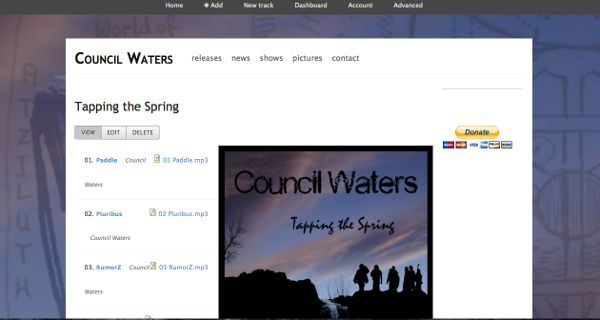 Home + Add New track Dashboard Account Advanced
World of
COUNCIL WATERS releases news shows pictures contact
Tapping the Spring
VIEW EDIT DELETE
Donate
VISA
01. Paddle Council 01 Paddle.mp3
Waters
02. Pluribus 02 Pluribus.mp3
Council Waters
03. RumorZ Council 03 RumorZ.mp3
Waters
Council Waters
Tapping the Spring